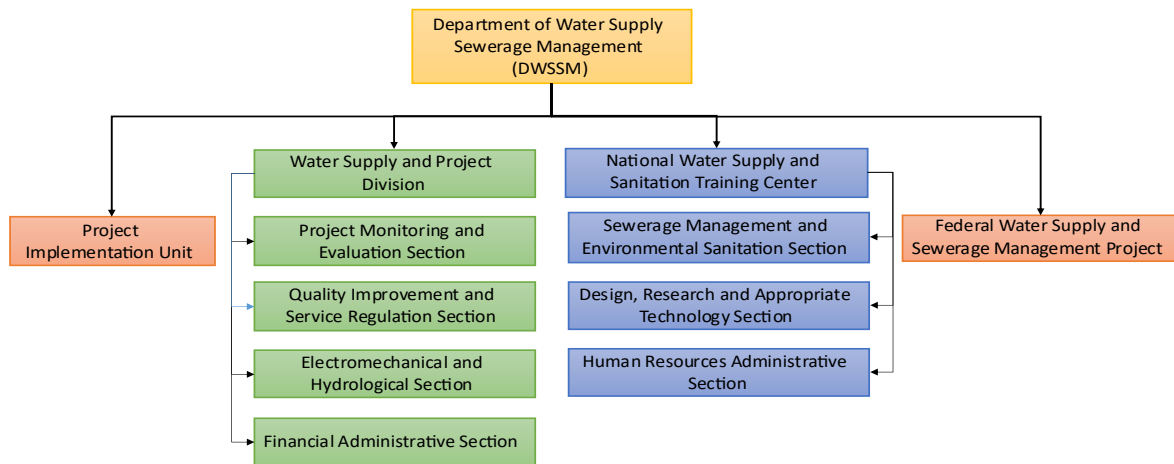 Department of Water Supply
Sewerage Management
(DWSSM)
Water Supply and Project
Division
National Water Supply and
Sanitation Training Center
Project
Implementation Unit
Project Monitoring and
Evaluation Section
Sewerage Management and
Environmental Sanitation Section
Federal Water Supply and
Sewerage Management Project
Quality Improvement and
Service Regulation Section
Design, Research and Appropriate
Technology Section
Electromechanical and
Hydrological Section
Human Resources Administrative
Section
Financial Administrative Section